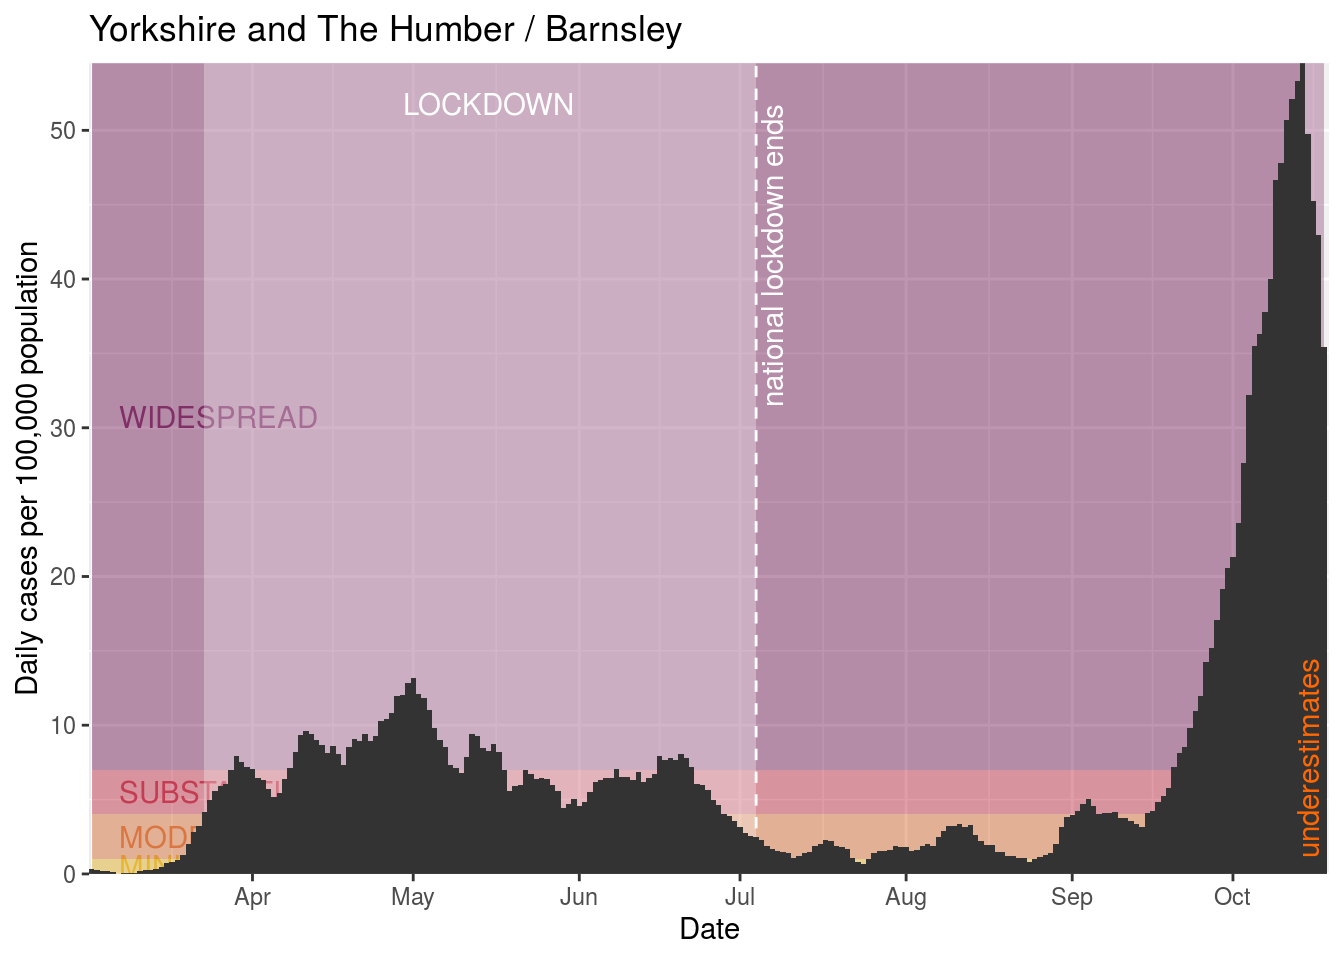 Yorkshire and The Humber / Barnsley
LOCKDOWN
national lockdown ends
WIDESPREAD
underestimates
Daily cases per 100,000 population
50
40
30
20
10
0
Apr
May
Jun
Jul
Aug
Sep
Oct
Date